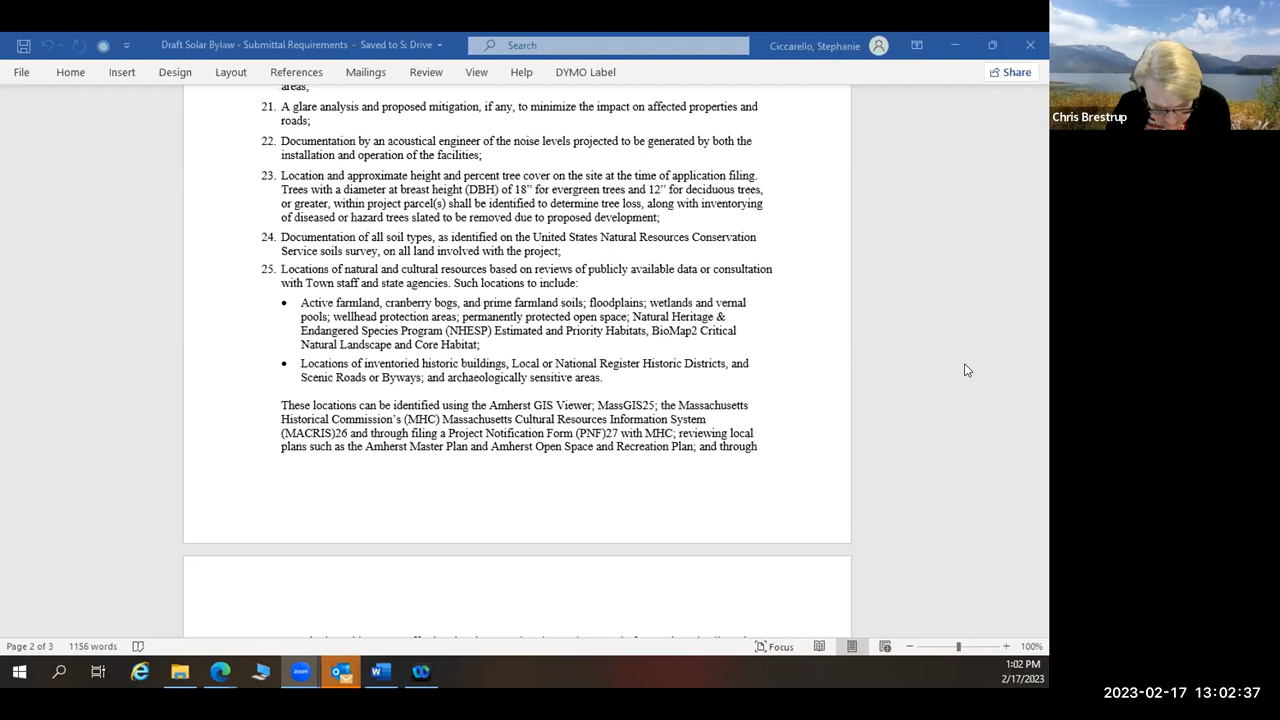 Draft Solar Bylaw - Submittal Requirements - Saved to S: Drive
Search
Ciccarello, Stephanie
File Home Insert Design Layout References Mailings Review View Help DYMO Label Share
Chris Brestrup
areas;
21. A glare analysis and proposed mitigation, if any, to minimize the impact on affected properties and
roads;
22. Documentation by an acoustical engineer of the noise levels projected to be generated by both the
installation and operation of the facilities;
23. Location and approximate height and percent tree cover on the site at the time of application filing.
Trees with a diameter at breast height (DBH) of 18” for evergreen trees and 12” for deciduous trees,
or greater, within project parcel(s) shall be identified to determine tree loss, along with inventorying
of diseased or hazard trees slated to be removed due to proposed development;
24. Documentation of all soil types, as identified on the United States Natural Resources Conservation
Service soils survey, on all land involved with the project;
25. Locations of natural and cultural resources based on reviews of publicly available data or consultation
with Town staff and state agencies. Such locations to include:
• Active farmland, cranberry bogs, and prime farmland soils; floodplains; wetlands and vernal
pools; wellhead protection areas; permanently protected open space; Natural Heritage &
Endangered Species Program (NHESP) Estimated and Priority Habitats, BioMap2 Critical
Natural Landscape and Core Habitat;
• Locations of inventoried historic buildings, Local or National Register Historic Districts, and
Scenic Roads or Byways; and archaeologically sensitive areas.
These locations can be identified using the Amherst GIS Viewer; MassGIS25; the Massachusetts
Historical Commission’s (MHC) Massachusetts Cultural Resources Information System
(MACRIS)26 and through filing a Project Notification Form (PNF)27 with MHC; reviewing local
plans such as the Amherst Master Plan and Amherst Open Space and Recreation Plan; and through
Page 2 of 3 1156 words Focus 100%
zoom
1:02 PM
2/17/2023
2023-02-17 13:02:37